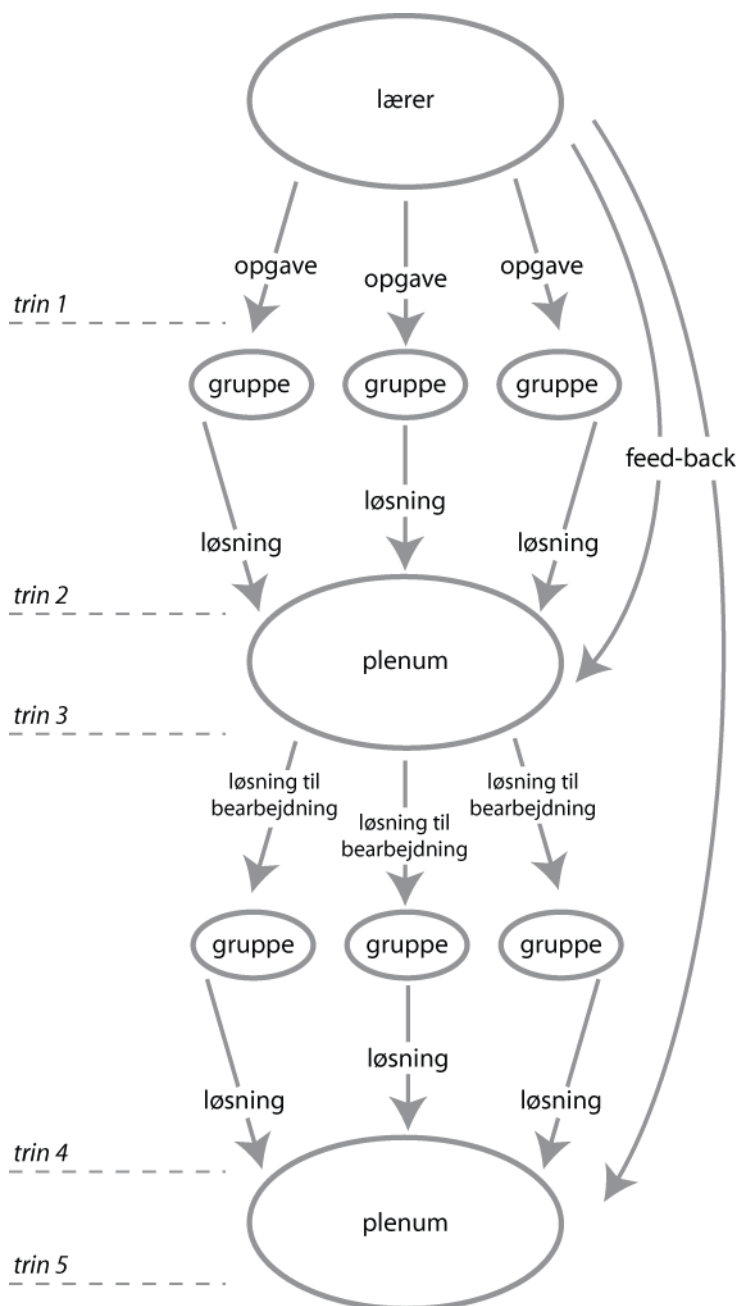 lærer
opgave
opgave
opgave
trin 1
gruppe
gruppe
gruppe
feed-back
løsning
løsning
løsning
trin 2
plenum
trin 3
løsning til
bearbejdning
løsning til
bearbejdning
løsning til
bearbejdning
gruppe
gruppe
gruppe
løsning
løsning
løsning
trin 4
plenum
trin 5